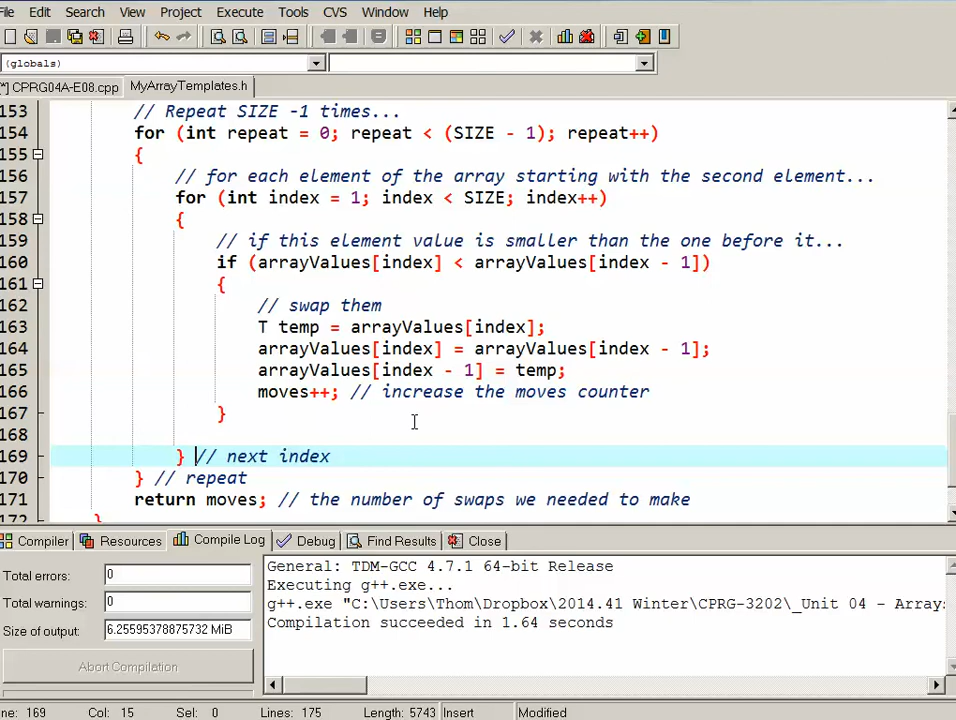 File Edit Search View Project Execute Tools CVS Window Help
(globals)
[*] CPRG04A-E08.cpp MyArrayTemplates.h
153 // Repeat SIZE -1 times...
154 for (int repeat = 0; repeat < (SIZE - 1); repeat++)
155 {
156 // for each element of the array starting with the second element...
157 for (int index = 1; index < SIZE; index++)
158 {
159 // if this element value is smaller than the one before it...
160 if (arrayValues[index] < arrayValues[index - 1])
161 {
162 // swap them
163 T temp = arrayValues[index];
164 arrayValues[index] = arrayValues[index - 1];
165 arrayValues[index - 1] = temp;
166 moves++; // increase the moves counter
167 }
168
169 } // next index
170 } // repeat
171 return moves; // the number of swaps we needed to make
172 }
Compiler Resources Compile Log Debug Find Results Close
Total errors: 0
Total warnings: 0
Size of output: 6.25595378875732 MiB
Abort Compilation
General: TDM-GCC 4.7.1 64-bit Release
Executing g++.exe...
g++.exe "C:\Users\Thom\Dropbox\2014.41 Winter\CPRG-3202\_Unit 04 - Arrays
Compilation succeeded in 1.64 seconds
ine: 169 Col: 15 Sel: 0 Lines: 175 Length: 5743 Insert Modified